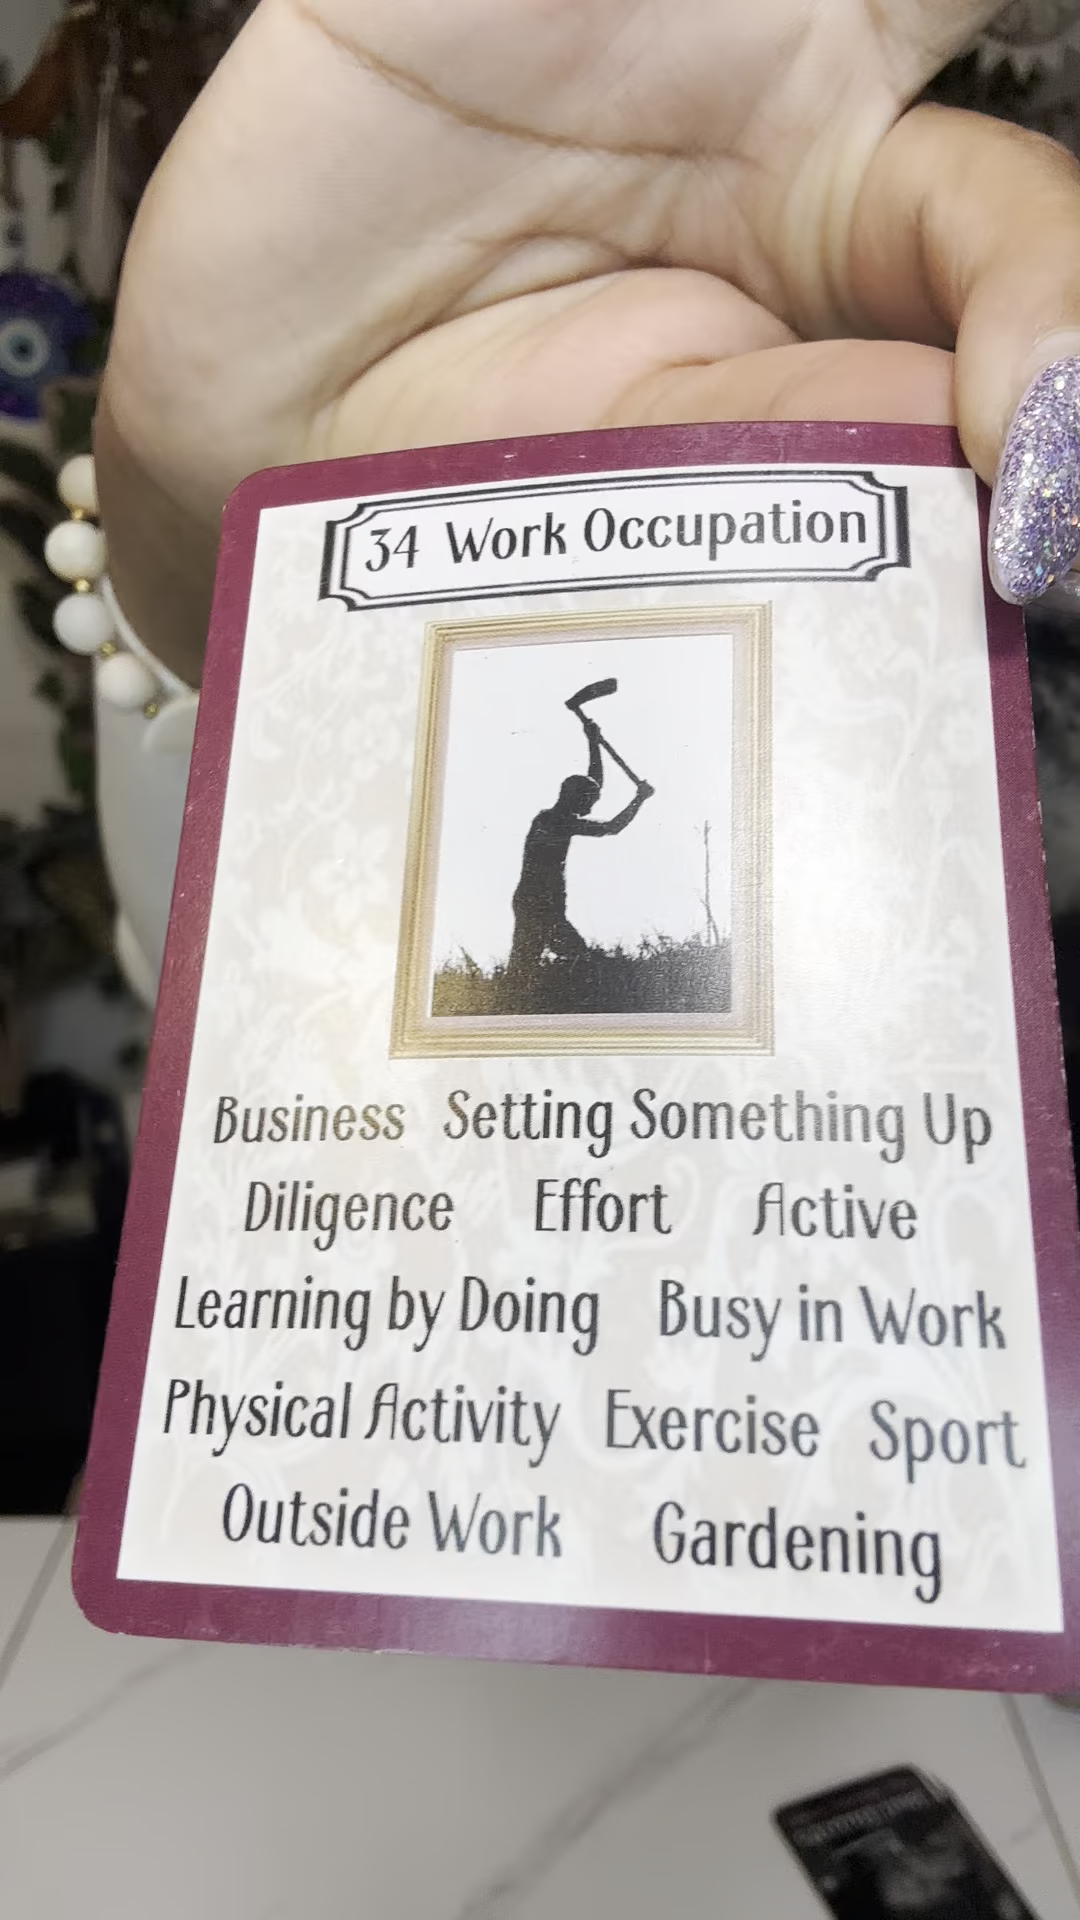 34 Work Occupation
Business Setting Something Up
Diligence Effort Active
Learning by Doing Busy in Work
Physical Activity Exercise Sport
Outside Work Gardening